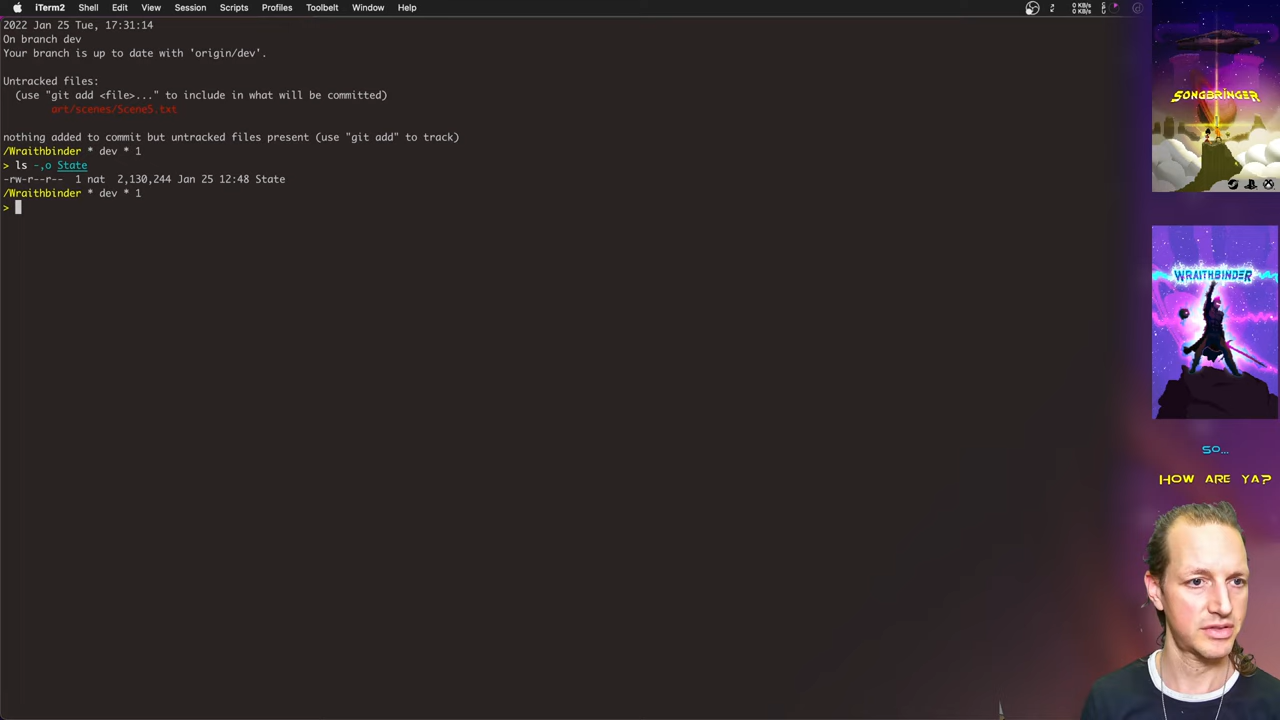 iTerm2 Shell Edit View Session Scripts Profiles Toolbelt Window Help
0 KB/s
0 KB/s
2022 Jan 25 Tue, 17:31:14
On branch dev
Your branch is up to date with 'origin/dev'.
Untracked files:
(use "git add <file>..." to include in what will be committed)
art/scenes/Scene5.txt
nothing added to commit but untracked files present (use "git add" to track)
/Wraithbinder * dev * 1
> ls -,o State
-rw-r--r-- 1 nat 2,130,244 Jan 25 12:48 State
/Wraithbinder * dev * 1
>
SONGBRINGER
WRAITHBINDER
SO...
HOW ARE YA?